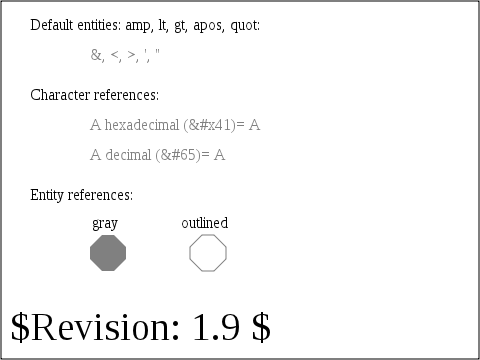 Default entities: amp, lt, gt, apos, quot:
&, <, >, ', "
Character references:
A hexadecimal (&#x41)= A
A decimal (&#65)= A
Entity references:
gray outlined
$Revision: 1.9 $